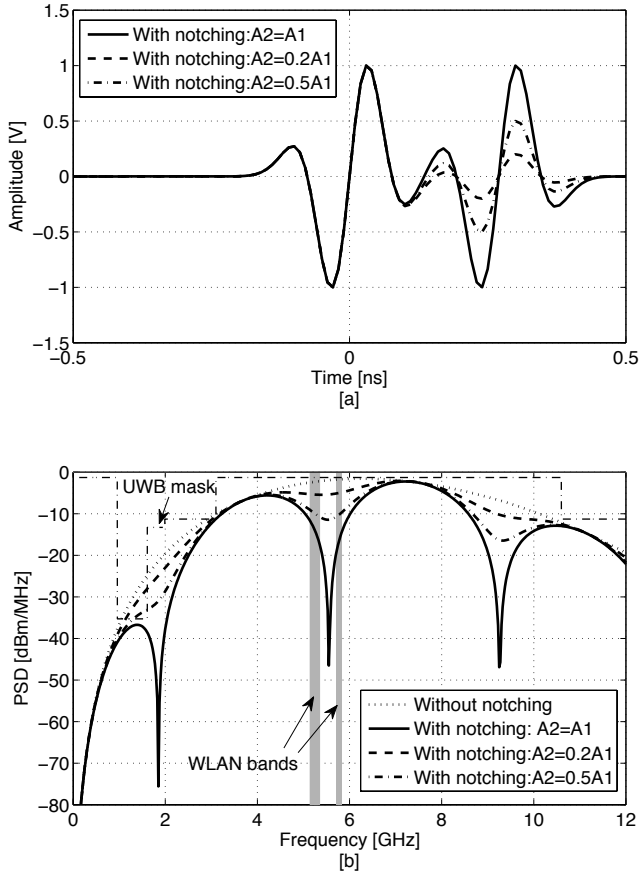 1.5
1
0.5
0
−0.5
−1
−1.5
Amplitude [V]
With notching:A2=A1
With notching:A2=0.2A1
With notching:A2=0.5A1
−0.5
0
0.5
Time [ns]
[a]
0
−10
−20
−30
−40
−50
−60
−70
−80
PSD [dBm/MHz]
UWB mask
WLAN bands
Without notching
With notching: A2=A1
With notching:A2=0.2A1
With notching:A2=0.5A1
0
2
4
6
8
10
12
Frequency [GHz]
[b]